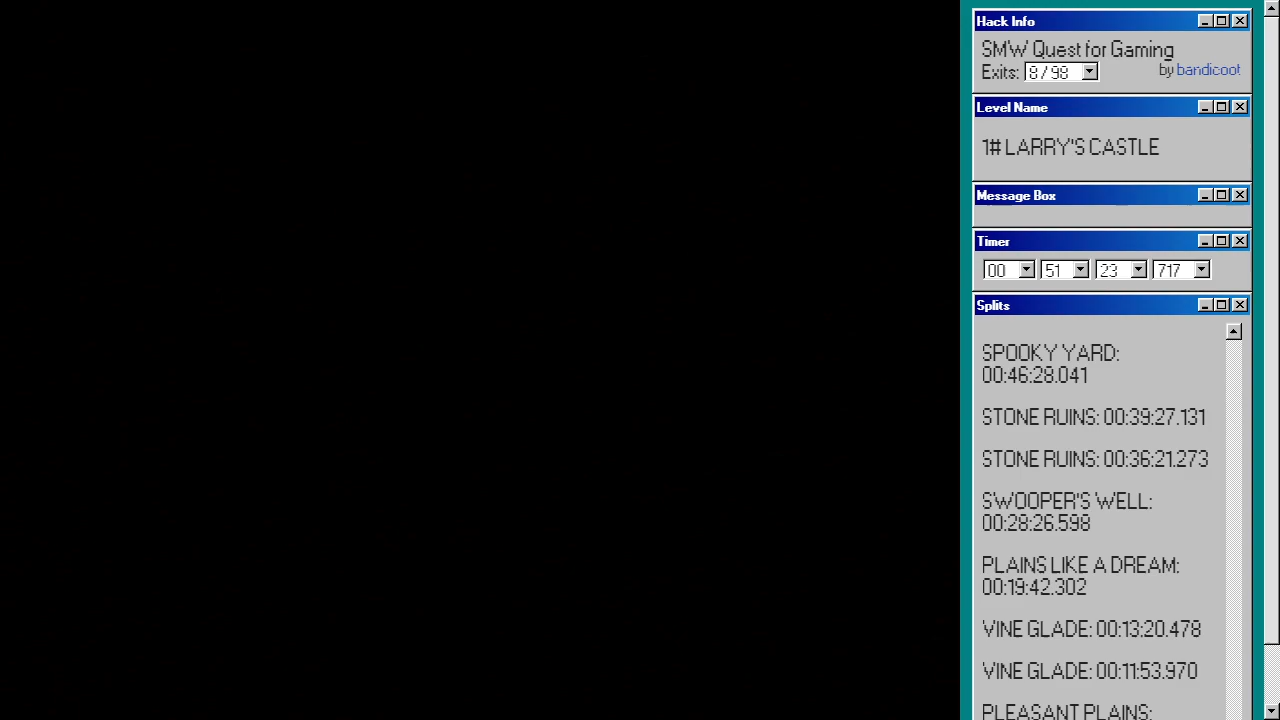 Hack Info
SMW Quest for Gaming
Exits: 8 / 98
by bandicoot
Level Name
1# LARRY'S CASTLE
Message Box
Timer
00 51 23 717
Splits
SPOOKY YARD:
00:46:28.041
STONE RUINS: 00:39:27.131
STONE RUINS: 00:36:21.273
SWOOPER'S WELL:
00:28:26.598
PLAINS LIKE A DREAM:
00:19:42.302
VINE GLADE: 00:13:20.478
VINE GLADE: 00:11:53.970
PLEASANT PLAINS: